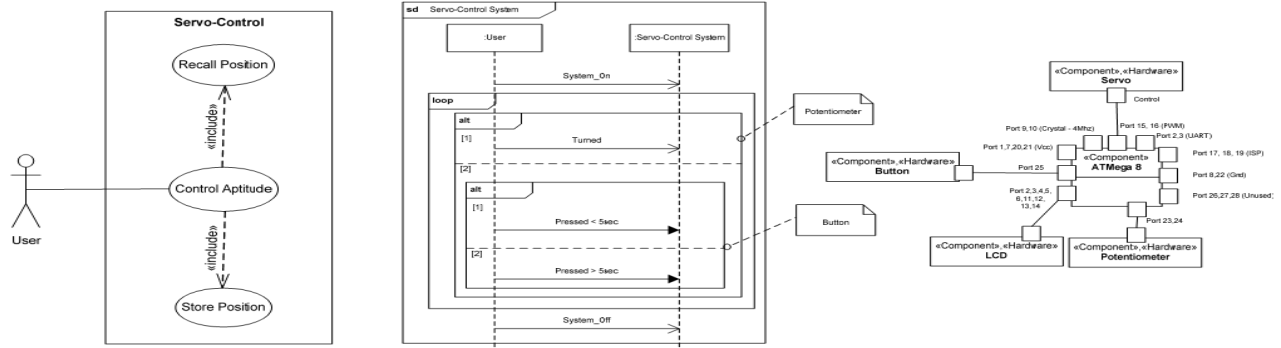 Servo-Control
Recall Position
«include»
Control Aptitude
«include»
Store Position
User
sd Servo-Control System
:User
:Servo-Control System
System_On
loop
alt
[1]
Turned
[2]
alt
[1]
Pressed < 5sec
[2]
Pressed > 5sec
System_Off
Potentiometer
Button
«Component»,«Hardware»
Servo
Control
Port 9,10 (Crystal - 4Mhz)
Port 15, 16 (PWM)
Port 2,3 (UART)
Port 1,7,20,21 (Vcc)
«Component»
ATMega 8
Port 17, 18, 19 (ISP)
«Component»,«Hardware»
Button
Port 25
Port 8,22 (Gnd)
Port 2,3,4,5,
6,11,12,
13,14
Port 26,27,28 (Unused)
Port 23,24
«Component»,«Hardware»
LCD
«Component»,«Hardware»
Potentiometer